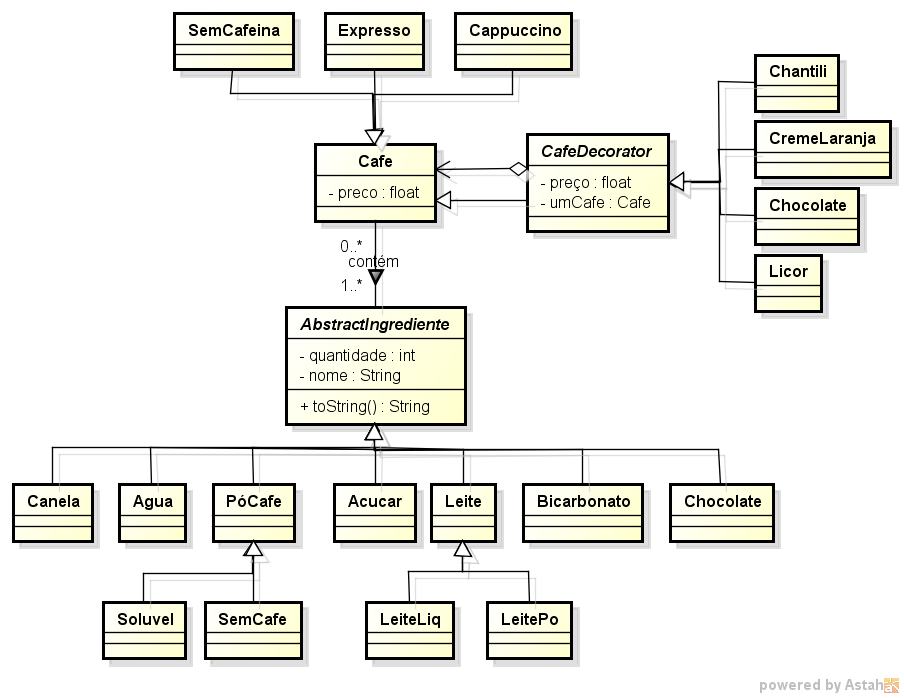 SemCafeina
Expresso
Cappuccino
Chantili
CremeLaranja
Chocolate
Licor
Cafe
- preco : float
CafeDecorator
- preço : float
- umCafe : Cafe
0..*
contém
1..*
AbstractIngrediente
- quantidade : int
- nome : String
+ toString() : String
Canela
Agua
PóCafe
Acucar
Leite
Bicarbonato
Chocolate
Soluvel
SemCafe
LeiteLiq
LeitePo
powered by Astah